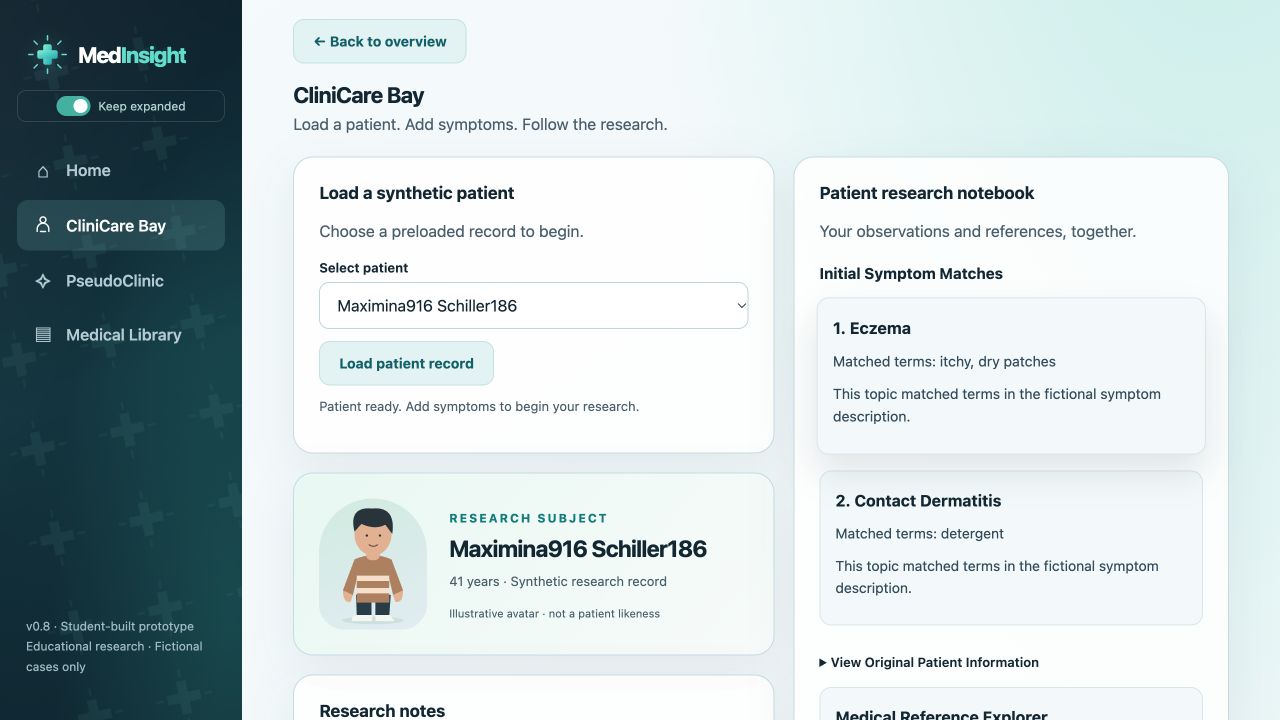 MedInsight
Keep expanded
Home
CliniCare Bay
PseudoClinic
Medical Library
v0.8 · Student-built prototype
Educational research · Fictional
cases only
← Back to overview
CliniCare Bay
Load a patient. Add symptoms. Follow the research.
Load a synthetic patient
Choose a preloaded record to begin.
Select patient
Maximina916 Schiller186
Load patient record
Patient ready. Add symptoms to begin your research.
RESEARCH SUBJECT
Maximina916 Schiller186
41 years · Synthetic research record
Illustrative avatar · not a patient likeness
Research notes
Patient research notebook
Your observations and references, together.
Initial Symptom Matches
1. Eczema
Matched terms: itchy, dry patches
This topic matched terms in the fictional symptom
description.
2. Contact Dermatitis
Matched terms: detergent
This topic matched terms in the fictional symptom
description.
▶ View Original Patient Information
Medical Reference Explorer